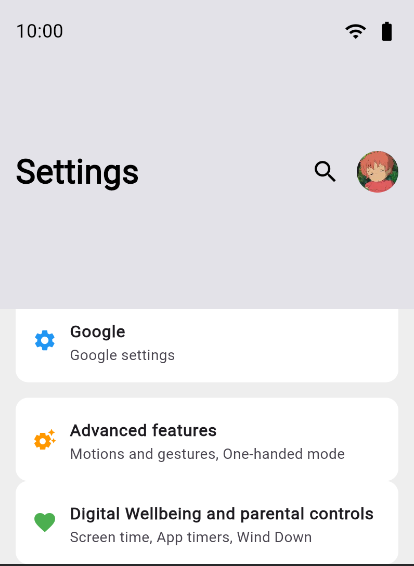 10:00
Settings
Google
Google settings
Advanced features
Motions and gestures, One-handed mode
Digital Wellbeing and parental controls
Screen time, App timers, Wind Down